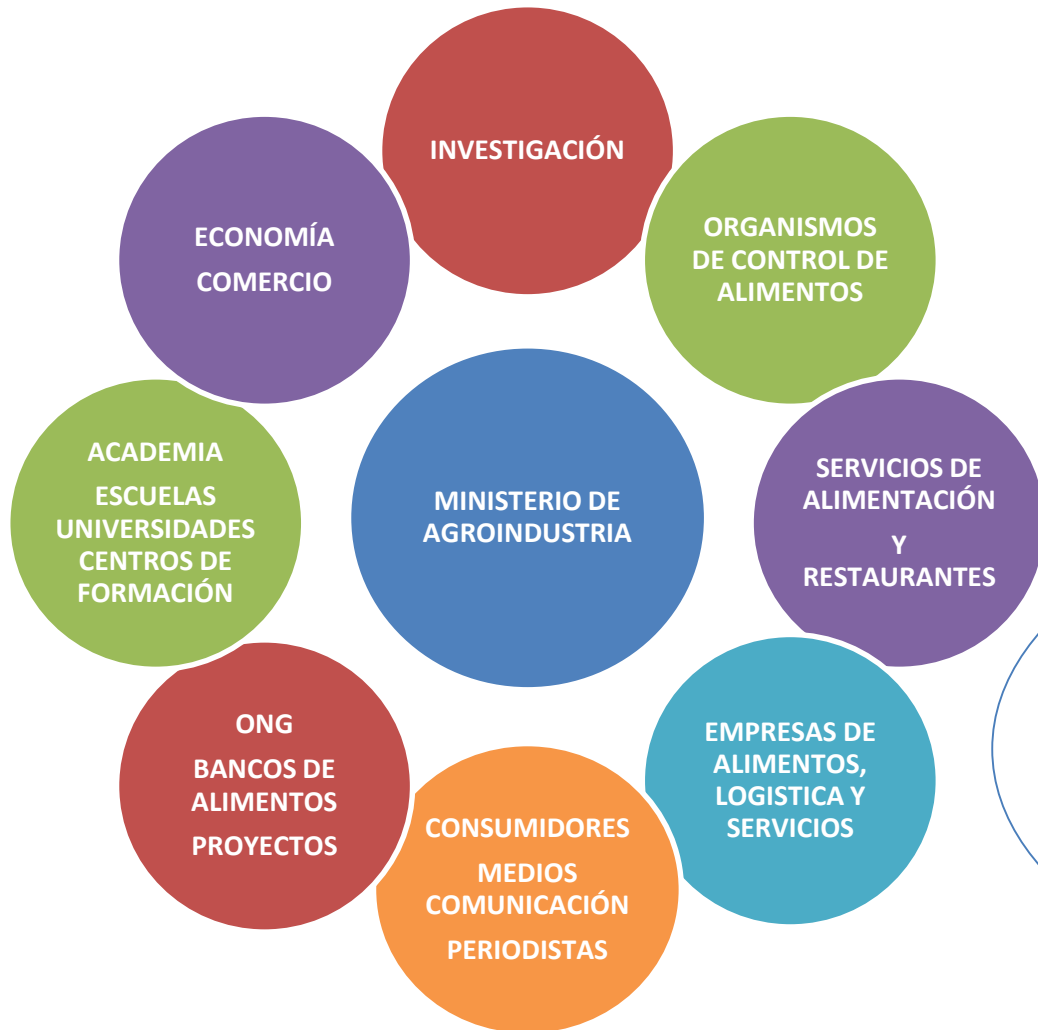 INVESTIGACIÓN
ORGANISMOS
DE CONTROL DE
ALIMENTOS
SERVICIOS DE
ALIMENTACIÓN
Y
RESTAURANTES
EMPRESAS DE
ALIMENTOS,
LOGISTICA Y
SERVICIOS
CONSUMIDORES
MEDIOS
COMUNICACIÓN
PERIODISTAS
ONG
BANCOS DE
ALIMENTOS
PROYECTOS
ACADEMIA
ESCUELAS
UNIVERSIDADES
CENTROS DE
FORMACIÓN
ECONOMÍA
COMERCIO
MINISTERIO DE
AGROINDUSTRIA